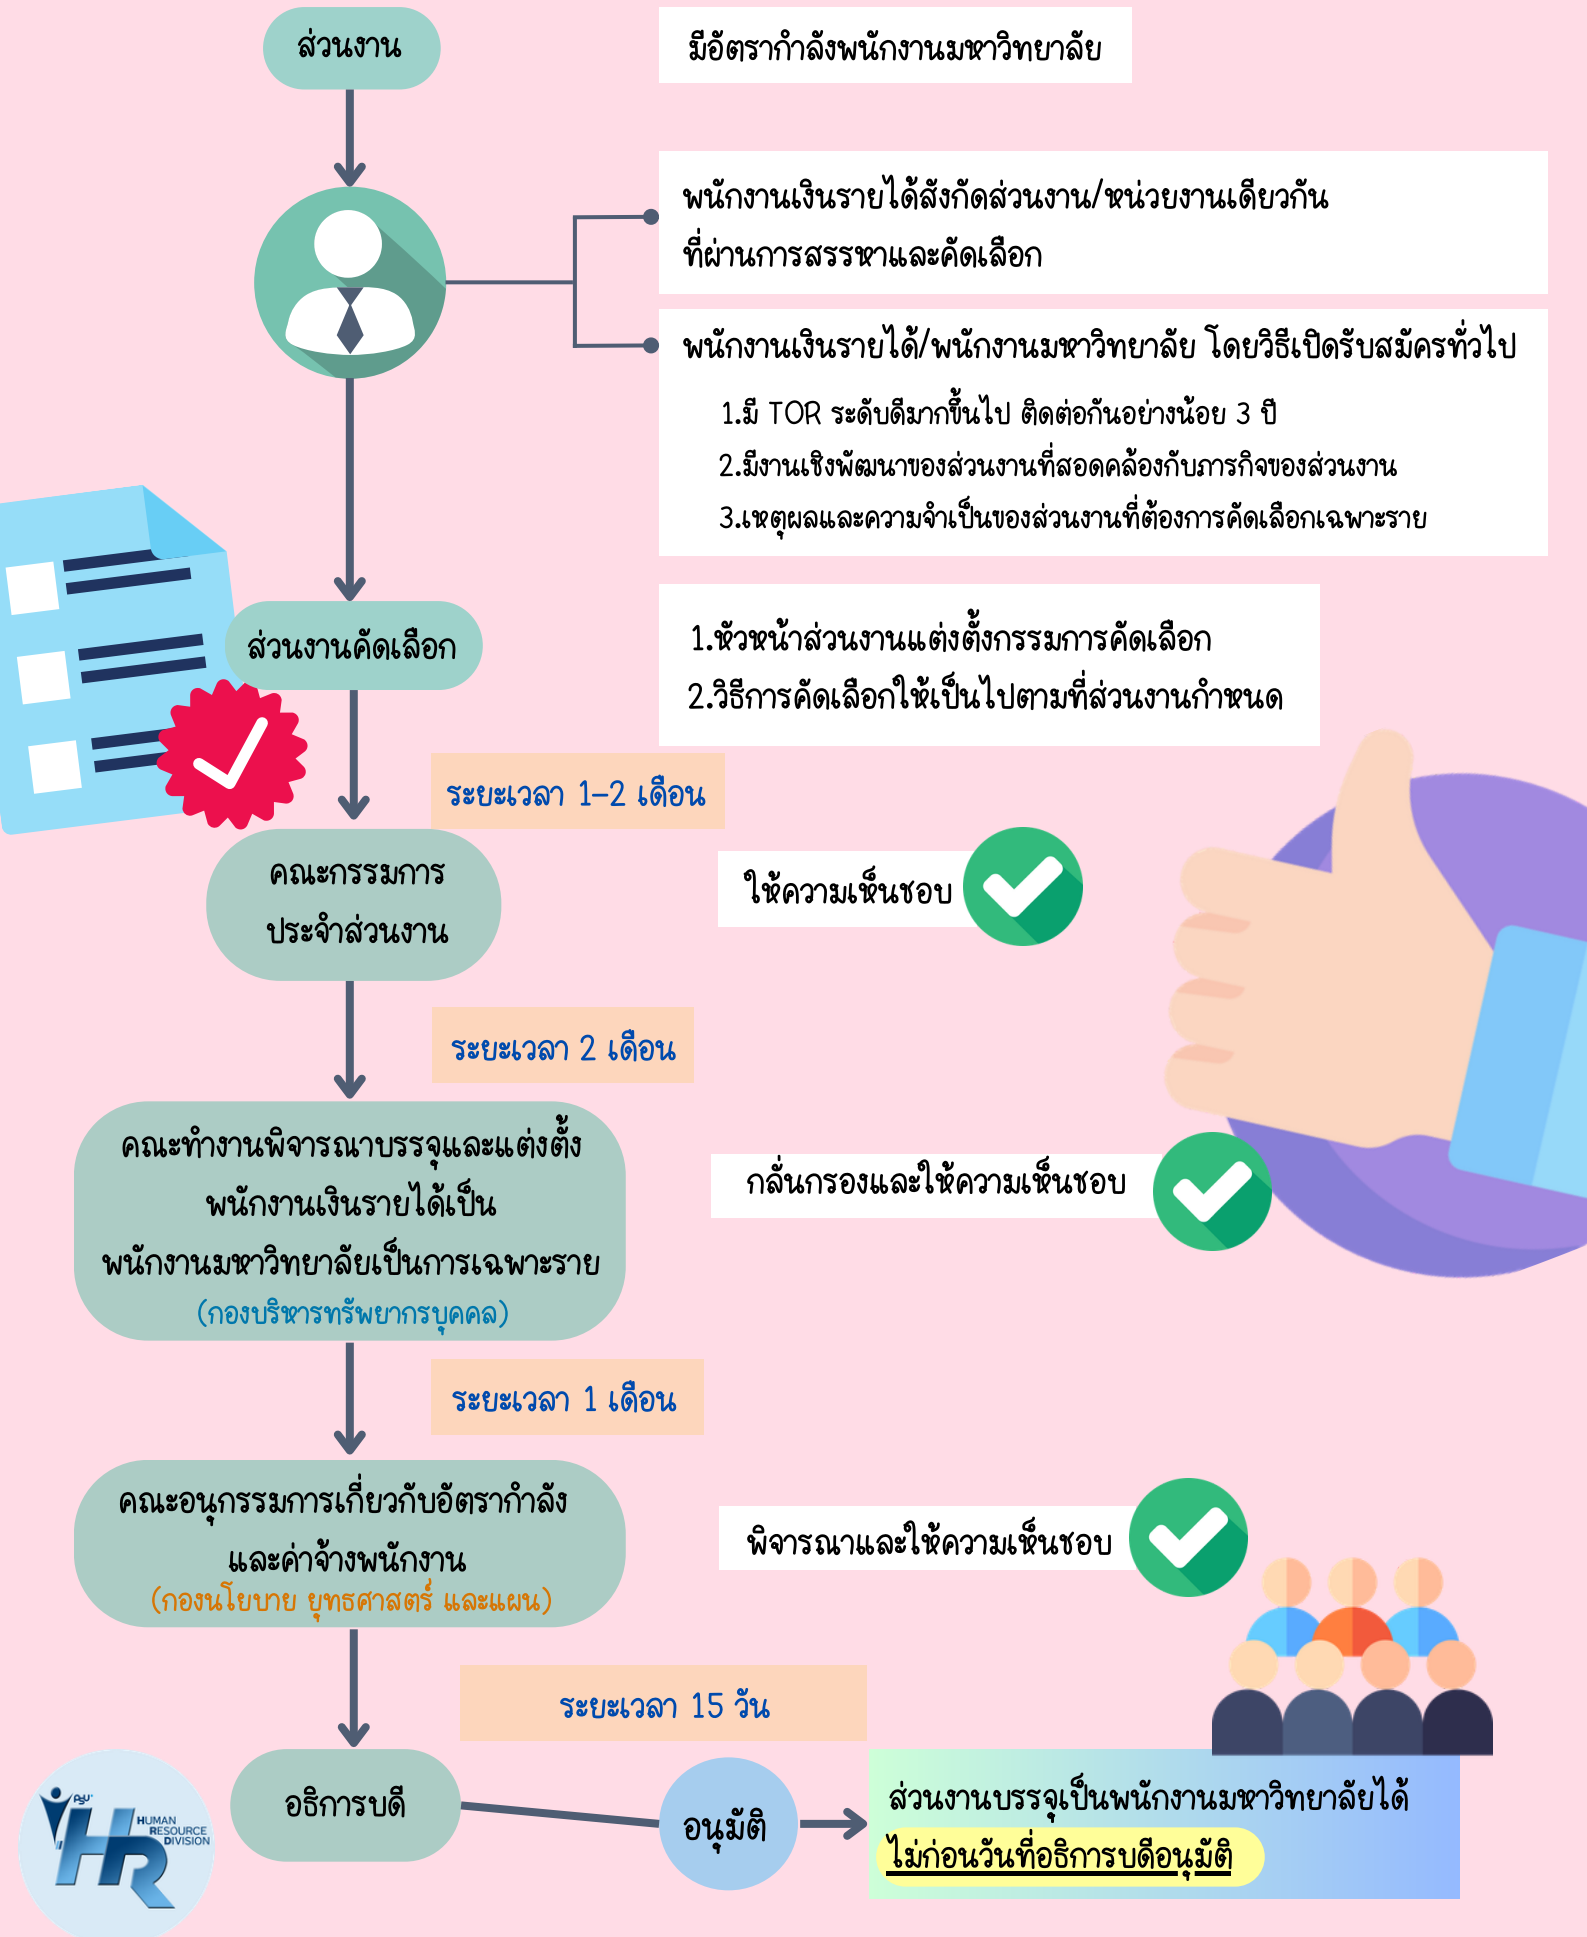 ส่วนงาน
มีอัตรากำลังพนักงานมหาวิทยาลัย
พนักงานเงินรายได้สังกัดส่วนงาน/หน่วยงานเดียวกัน
ที่ผ่านการสรรหาและคัดเลือก
พนักงานเงินรายได้/พนักงานมหาวิทยาลัย โดยวิธีเปิดรับสมัครทั่วไป
1.มี TOR ระดับดีมากขึ้นไป ติดต่อกันอย่างน้อย 3 ปี
2.มีงานเชิงพัฒนาของส่วนงานที่สอดคล้องกับภารกิจของส่วนงาน
3.เหตุผลและความจำเป็นของส่วนงานที่ต้องการคัดเลือกเฉพาะราย
ส่วนงานคัดเลือก
1.หัวหน้าส่วนงานแต่งตั้งกรรมการคัดเลือก
2.วิธีการคัดเลือกให้เป็นไปตามที่ส่วนงานกำหนด
ระยะเวลา 1-2 เดือน
คณะกรรมการ
ประจำส่วนงาน
ให้ความเห็นชอบ
ระยะเวลา 2 เดือน
คณะทำงานพิจารณาบรรจุและแต่งตั้ง
พนักงานเงินรายได้เป็น
พนักงานมหาวิทยาลัยเป็นการเฉพาะราย
(กองบริหารทรัพยากรบุคคล)
กลั่นกรองและให้ความเห็นชอบ
ระยะเวลา 1 เดือน
คณะอนุกรรมการเกี่ยวกับอัตรากำลัง
และค่าจ้างพนักงาน
(กองนโยบาย ยุทธศาสตร์ และแผน)
พิจารณาและให้ความเห็นชอบ
ระยะเวลา 15 วัน
อธิการบดี
อนุมัติ
ส่วนงานบรรจุเป็นพนักงานมหาวิทยาลัยได้
ไม่ก่อนวันที่อธิการบดีอนุมัติ
HR
HUMAN
RESOURCE
DIVISION